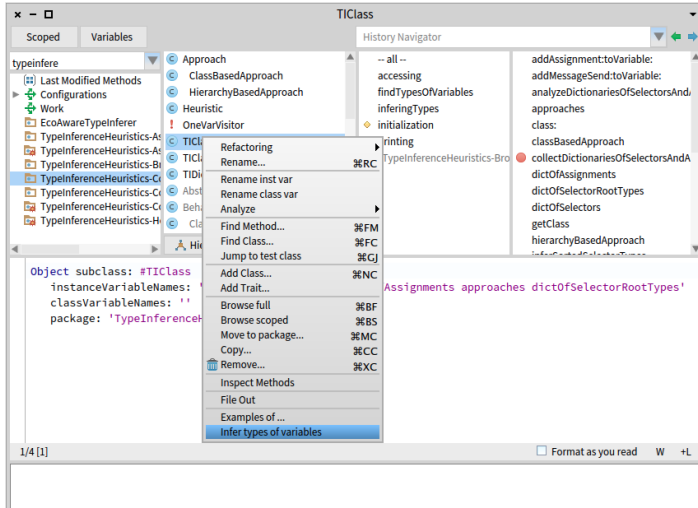 TIClass
Scoped
Variables
History Navigator
typeinfere
Last Modified Methods
Configurations
Work
EcoAwareTypeInferer
TypeInferenceHeuristics-As
TypeInferenceHeuristics-As
TypeInferenceHeuristics-Br
TypeInferenceHeuristics-Co
TypeInferenceHeuristics-Co
TypeInferenceHeuristics-Co
TypeInferenceHeuristics-He
Approach
ClassBasedApproach
HierarchyBasedApproach
Heuristic
OneVarVisitor
TICla
TICla
TIDic
Abst
Beha
Cla
Hie
-- all --
accessing
findTypesOfVariables
inferingTypes
initialization
printing
TypeInferenceHeuristics-Bro
addAssignment:toVariable:
addMessageSend:toVariable:
analyzeDictionariesOfSelectorsAndA
approaches
class:
classBasedApproach
collectDictionariesOfSelectorsAndA
dictOfAssignments
dictOfSelectorRootTypes
dictOfSelectors
getClass
hierarchyBasedApproach
inferSortedSelectorTypes
Refactoring
Rename... ⌘RC
Rename inst var
Rename class var
Analyze
Find Method... ⌘FM
Find Class... ⌘FC
Jump to test class ⌘GJ
Add Class... ⌘NC
Add Trait...
Browse full ⌘BF
Browse scoped ⌘BS
Move to package... ⌘MC
Copy... ⌘CC
Remove... ⌘XC
Inspect Methods
File Out
Examples of ...
Infer types of variables
Object subclass: #TIClass
instanceVariableNames: ' Assignments approaches dictOfSelectorRootTypes'
classVariableNames: ''
package: 'TypeInferenceH
1/4 [1]
Format as you read W +L